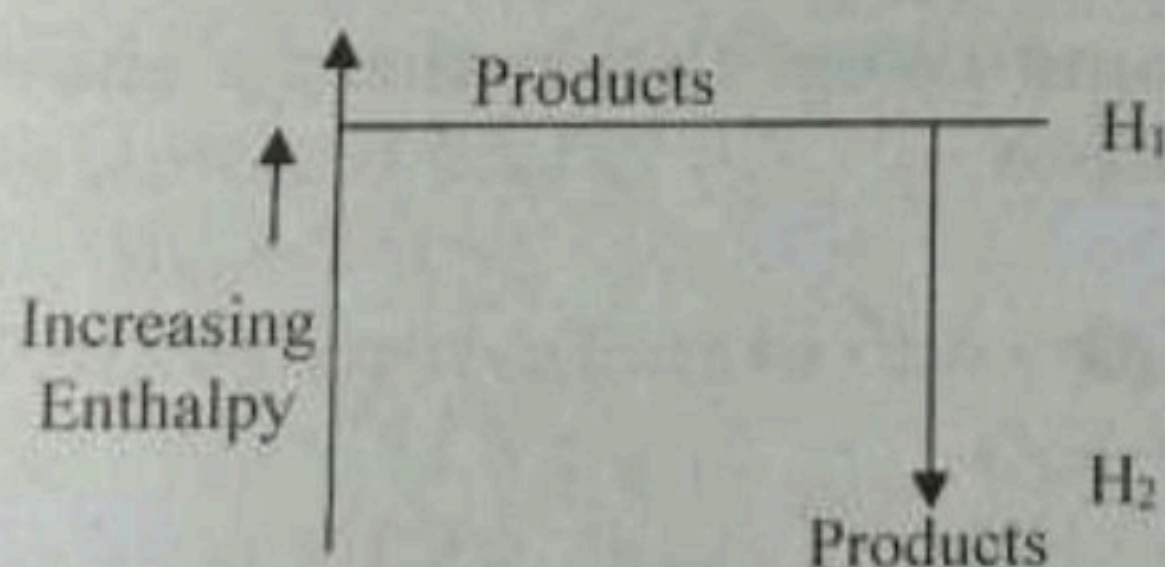 Products
H₁
Increasing
Enthalpy
H₂
Products